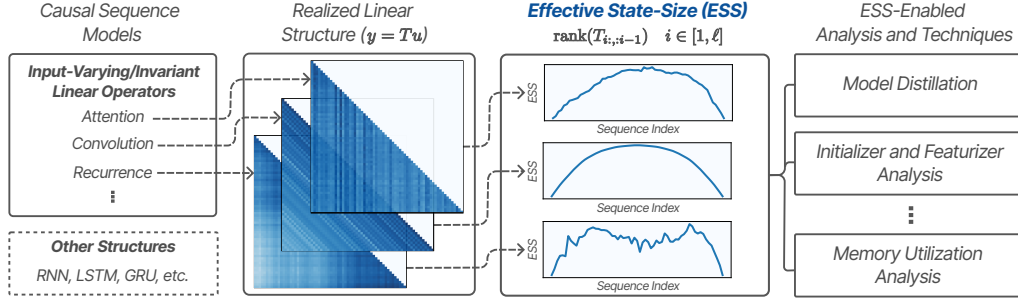 Causal Sequence
Models
Input-Varying/Invariant
Linear Operators
Attention
Convolution
Recurrence
Other Structures
RNN, LSTM, GRU, etc.
Realized Linear
Structure (y = Tu)
Effective State-Size (ESS)
rank(T_{i:,:i−1}) i ∈ [1, ℓ]
ESS
Sequence Index
ESS
Sequence Index
ESS
Sequence Index
ESS-Enabled
Analysis and Techniques
Model Distillation
Initializer and Featurizer
Analysis
Memory Utilization
Analysis